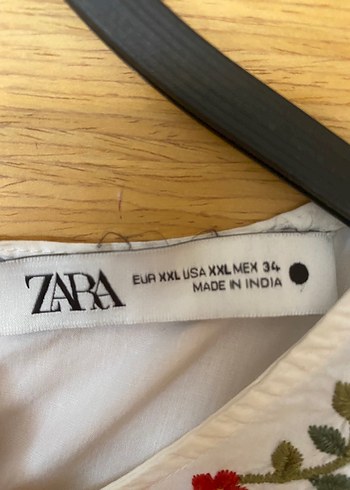 ZARA
EUR XXL USA XXL MEX 34
MADE IN INDIA